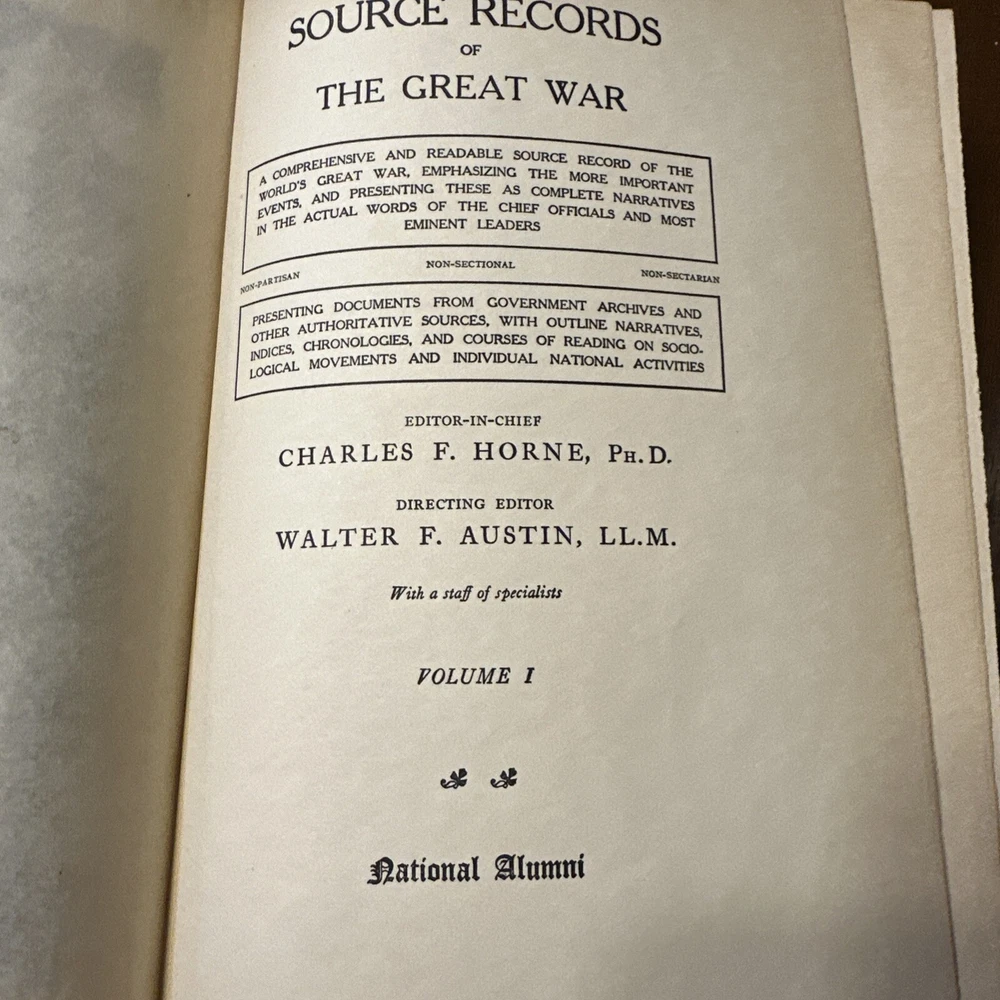 SOURCE RECORDS
OF
THE GREAT WAR
A COMPREHENSIVE AND READABLE SOURCE RECORD OF THE
WORLD'S GREAT WAR, EMPHASIZING THE MORE IMPORTANT
EVENTS, AND PRESENTING THESE AS COMPLETE NARRATIVES
IN THE ACTUAL WORDS OF THE CHIEF OFFICIALS AND MOST
EMINENT LEADERS
NON-PARTISAN NON-SECTIONAL NON-SECTARIAN
PRESENTING DOCUMENTS FROM GOVERNMENT ARCHIVES AND
OTHER AUTHORITATIVE SOURCES, WITH OUTLINE NARRATIVES,
INDICES, CHRONOLOGIES, AND COURSES OF READING ON SOCIO-
LOGICAL MOVEMENTS AND INDIVIDUAL NATIONAL ACTIVITIES
EDITOR-IN-CHIEF
CHARLES F. HORNE, PH.D.
DIRECTING EDITOR
WALTER F. AUSTIN, LL.M.
With a staff of specialists
VOLUME I
National Alumni